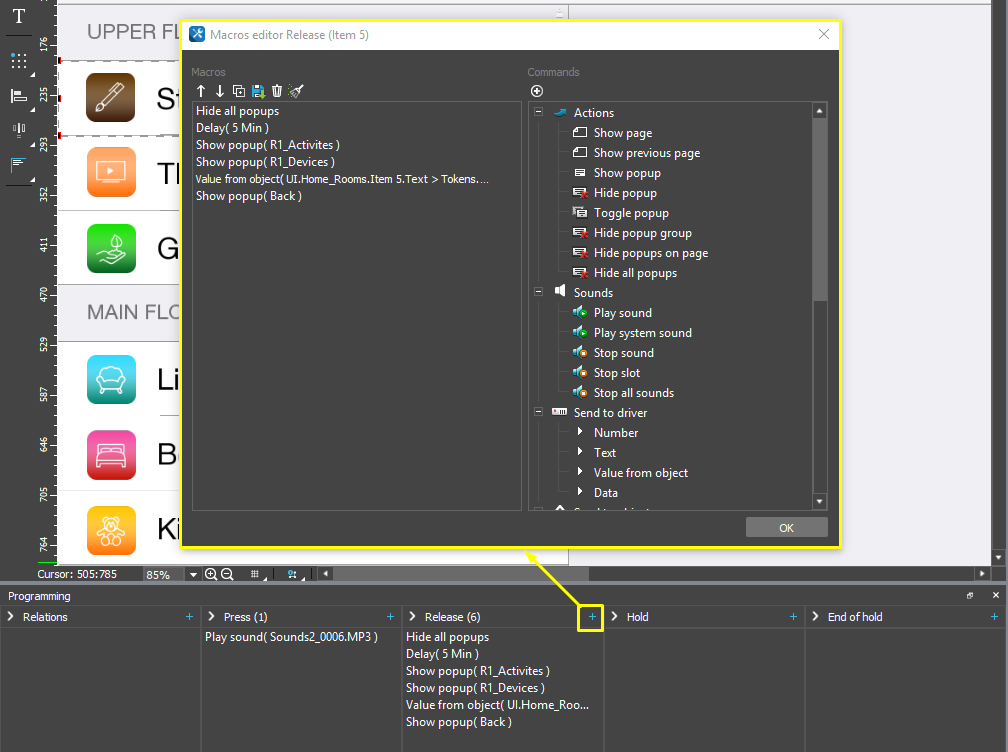 T
176
235
293
352
411
470
529
587
646
705
764
UPPER FL
St
G
MAIN FLO
Li
Ki
Macros editor Release (Item 5)
Macros
Hide all popups
Delay( 5 Min )
Show popup( R1_Activites )
Show popup( R1_Devices )
Value from object( UI.Home_Rooms.Item 5.Text > Tokens....
Show popup( Back )
Commands
Actions
Show page
Show previous page
Show popup
Hide popup
Toggle popup
Hide popup group
Hide popups on page
Hide all popups
Sounds
Play sound
Play system sound
Stop sound
Stop slot
Stop all sounds
Send to driver
Number
Text
Value from object
Data
OK
Cursor: 505:785
85%
Programming
Relations
Press (1)
Play sound( Sounds2_0006.MP3 )
Release (6)
Hide all popups
Delay( 5 Min )
Show popup( R1_Activites )
Show popup( R1_Devices )
Value from object( UI.Home_Roo...
Show popup( Back )
Hold
End of hold